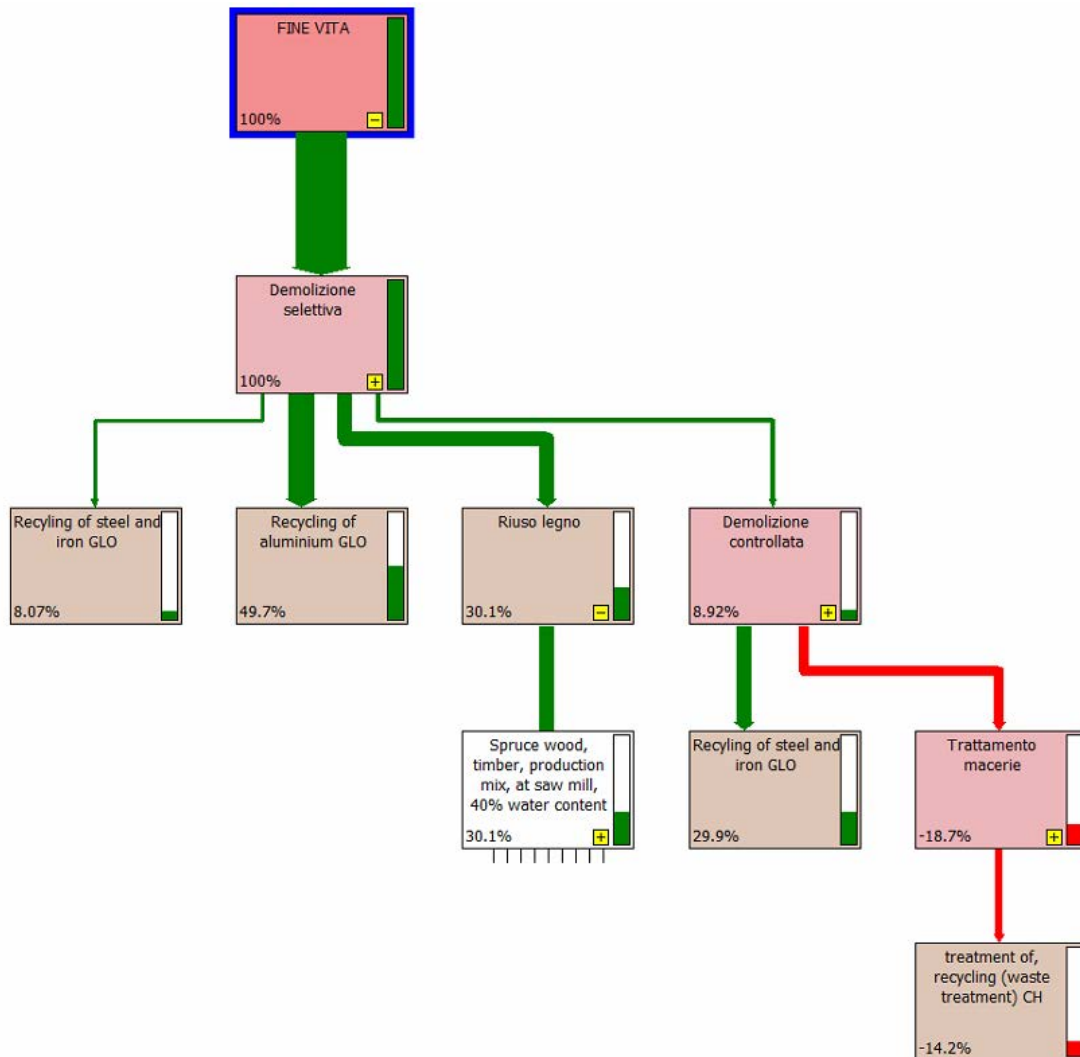 FINE VITA
100%
−
Demolizione
selettiva
100%
+
Recyling of steel and
iron GLO
8.07%
Recycling of
aluminium GLO
49.7%
Riuso legno
30.1%
−
Demolizione
controllata
8.92%
+
Spruce wood,
timber, production
mix, at saw mill,
40% water content
30.1%
+
Recyling of steel and
iron GLO
29.9%
Trattamento
macerie
-18.7%
+
treatment of,
recycling (waste
treatment) CH
-14.2%